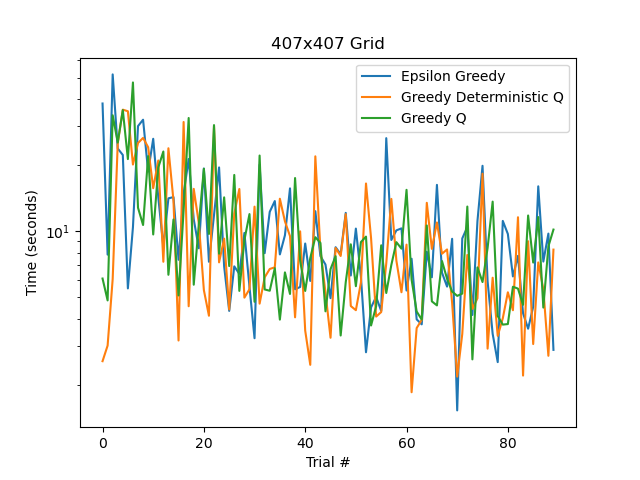 407x407 Grid
Epsilon Greedy
Greedy Deterministic Q
Greedy Q
Time (seconds)
10¹
0 20 40 60 80
Trial #